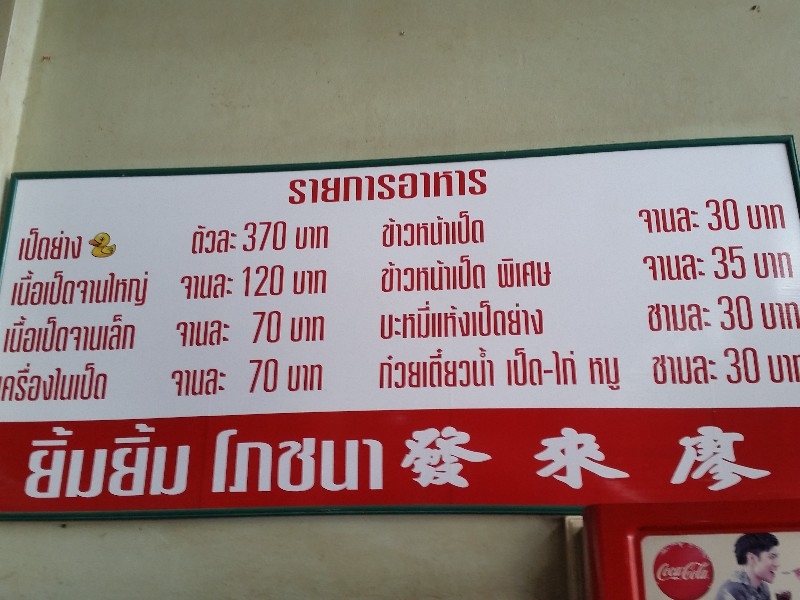 รายการอาหาร
เป็ดย่าง ตัวละ 370 บาท
เนื้อเป็ดจานใหญ่ จานละ 120 บาท
เนื้อเป็ดจานเล็ก จานละ 70 บาท
เครื่องในเป็ด จานละ 70 บาท
ข้าวหน้าเป็ด จานละ 30 บาท
ข้าวหน้าเป็ด พิเศษ จานละ 35 บาท
บะหมี่แห้งเป็ดย่าง ชามละ 30 บาท
ก๋วยเตี๋ยวน้ำ เป็ด-ไก่ หมู ชามละ 30 บาท
ยิ้มยิ้ม โภชนา 發來廖
Coca-Cola